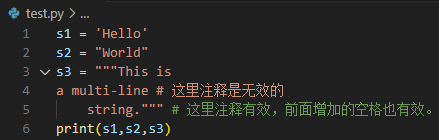 test.py > ...
1 s1 = 'Hello'
2 s2 = "World"
3 s3 = """This is
4 a multi-line # 这里注释是无效的
5     string.""" # 这里注释有效，前面增加的空格也有效。
6 print(s1,s2,s3)